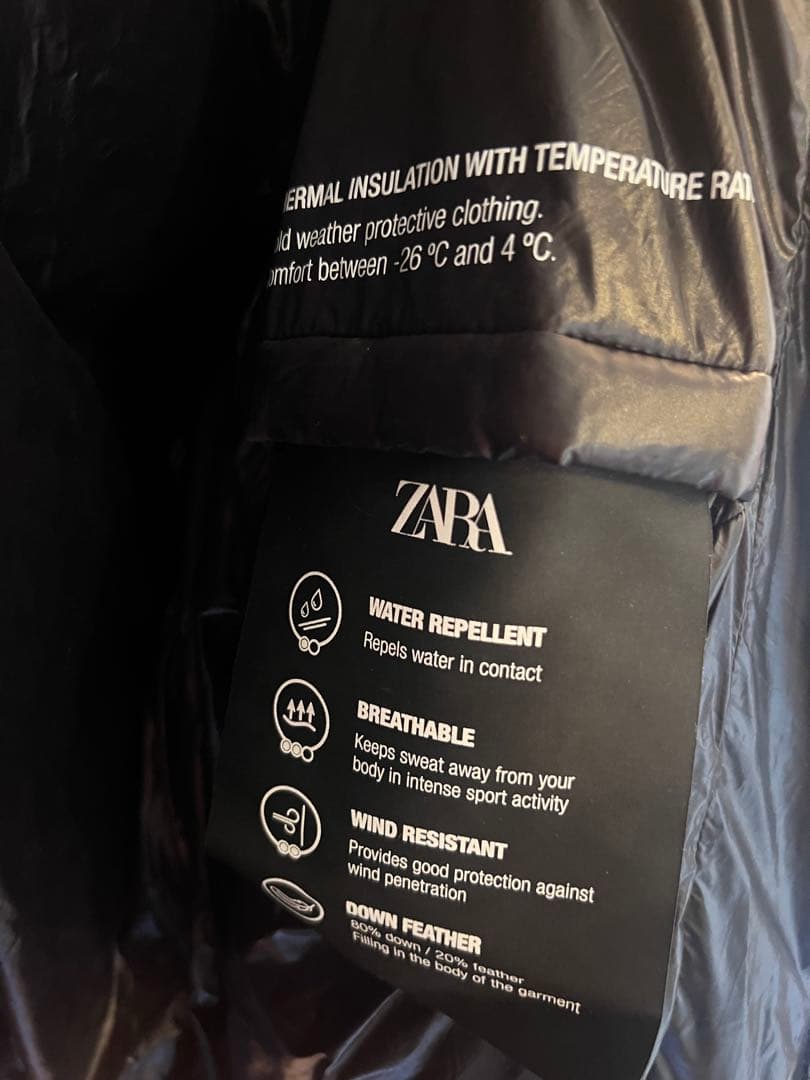 ERMAL INSULATION WITH TEMPERATURE RAT
ld weather protective clothing.
omfort between -26 ºC and 4 ºC.
ZARA
WATER REPELLENT
Repels water in contact
BREATHABLE
Keeps sweat away from your
body in intense sport activity
WIND RESISTANT
Provides good protection against
wind penetration
DOWN FEATHER
80% down / 20% feather
Filling in the body of the garment